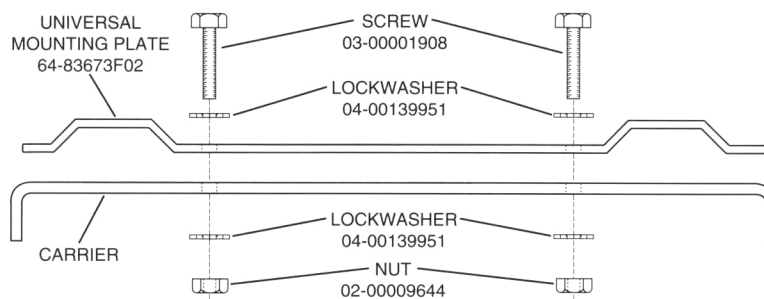 UNIVERSAL
MOUNTING PLATE
64-83673F02
SCREW
03-00001908
LOCKWASHER
04-00139951
CARRIER
LOCKWASHER
04-00139951
NUT
02-00009644